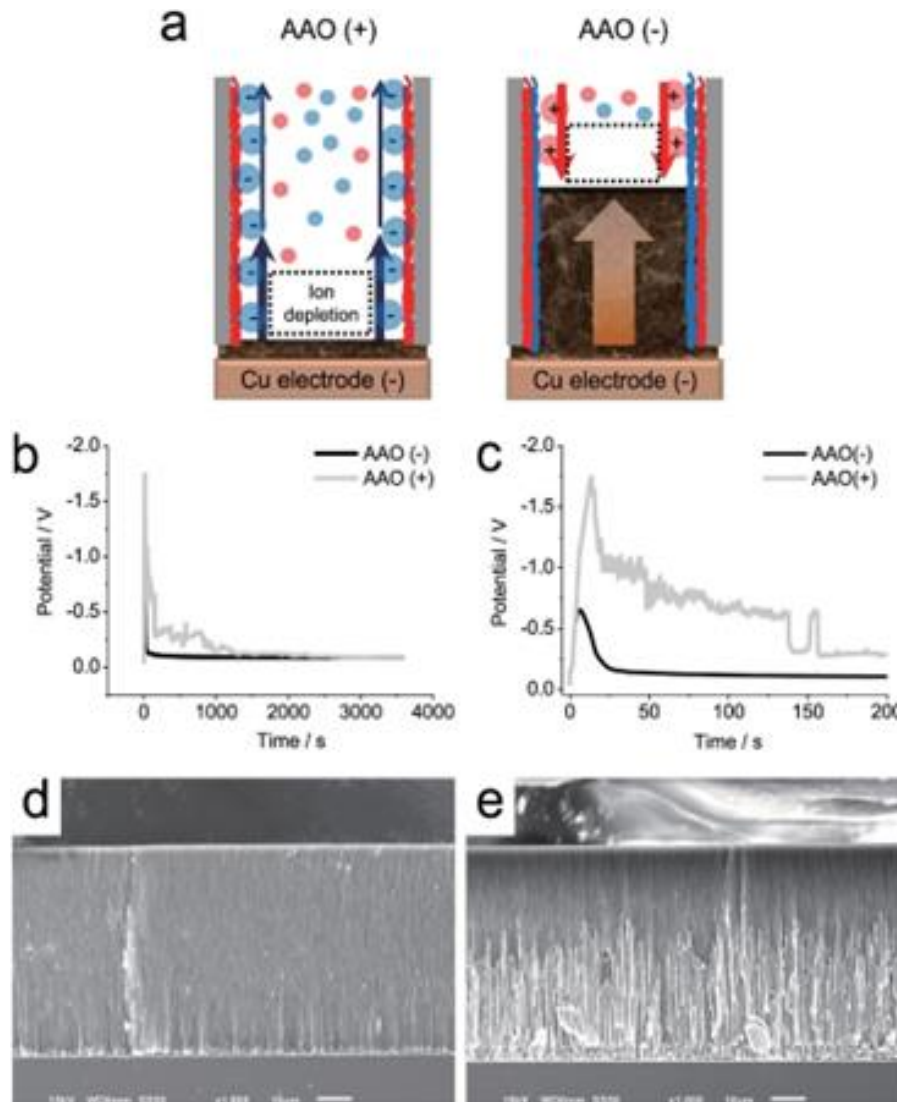 a
AAO (+)
AAO (-)
Ion
depletion
Cu electrode (-)
Cu electrode (-)
b
-2.0
-1.5
-1.0
-0.5
0.0
Potential / V
AAO (-)
AAO (+)
0
1000
2000
3000
4000
Time / s
c
-2.0
-1.5
-1.0
-0.5
0.0
Potential / V
AAO(-)
AAO(+)
0
50
100
150
200
Time / s
d
e